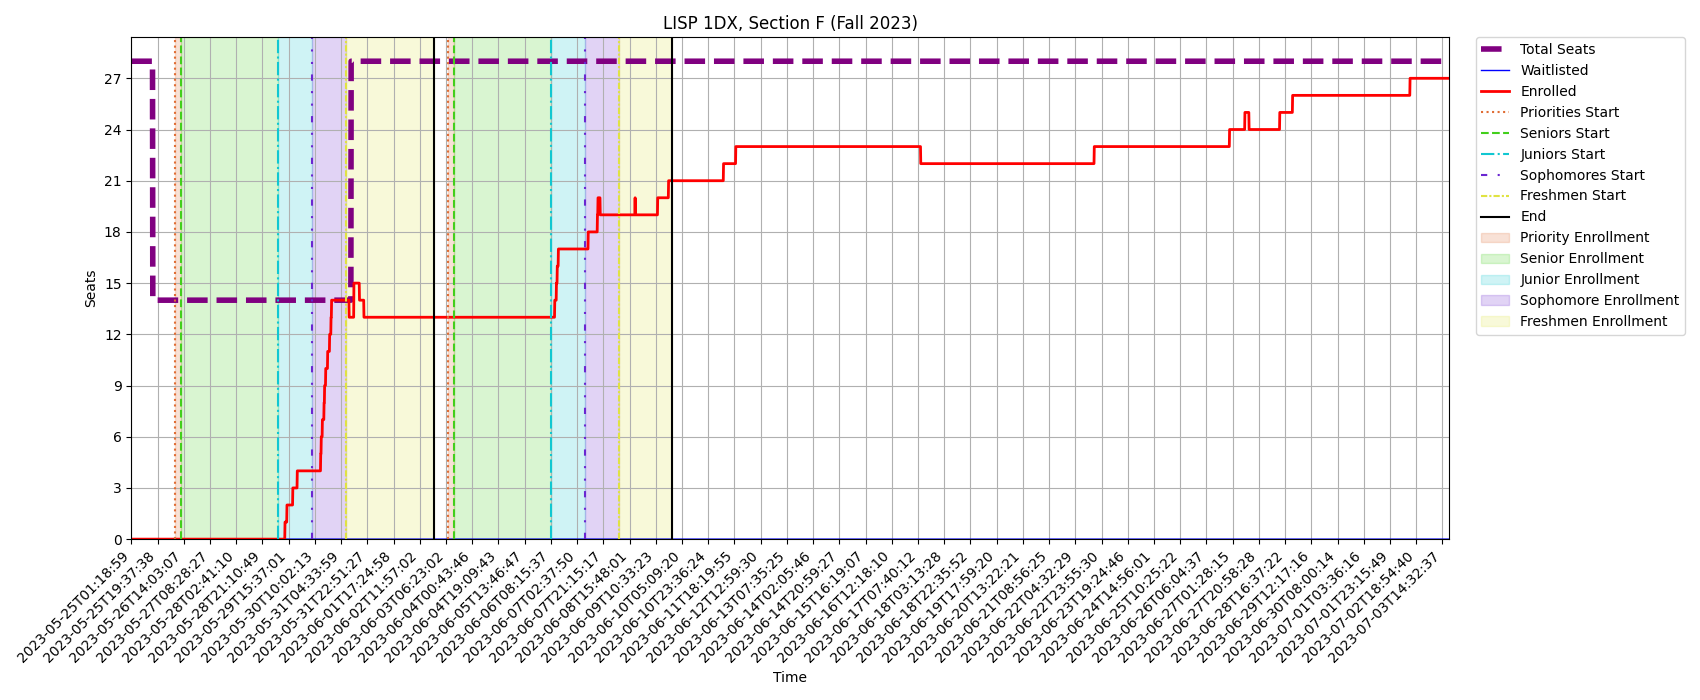 LISP 1DX, Section F (Fall 2023)
Seats
27
24
21
18
15
12
9
6
3
0
2023-05-25T01:18:59
2023-05-25T19:37:38
2023-05-26T14:03:07
2023-05-27T08:28:27
2023-05-28T02:41:10
2023-05-28T21:10:49
2023-05-29T15:37:01
2023-05-30T10:02:13
2023-05-31T04:33:59
2023-05-31T22:51:27
2023-06-01T17:24:58
2023-06-02T11:57:02
2023-06-03T06:23:02
2023-06-04T00:43:46
2023-06-04T19:09:43
2023-06-05T13:46:47
2023-06-06T08:15:37
2023-06-07T02:37:50
2023-06-07T21:15:17
2023-06-08T15:48:01
2023-06-09T10:33:23
2023-06-10T05:09:20
2023-06-10T23:36:24
2023-06-11T18:19:55
2023-06-12T12:59:30
2023-06-13T07:35:25
2023-06-14T02:05:46
2023-06-14T20:59:27
2023-06-15T16:19:07
2023-06-16T12:18:10
2023-06-17T07:40:12
2023-06-18T03:13:28
2023-06-18T22:35:52
2023-06-19T17:59:20
2023-06-20T13:22:21
2023-06-21T08:56:25
2023-06-22T04:32:29
2023-06-22T23:55:30
2023-06-23T19:24:46
2023-06-24T14:56:01
2023-06-25T10:25:22
2023-06-26T06:04:37
2023-06-27T01:28:15
2023-06-27T20:58:28
2023-06-28T16:37:22
2023-06-29T12:17:16
2023-06-30T08:00:14
2023-07-01T03:36:16
2023-07-01T23:15:49
2023-07-02T18:54:40
2023-07-03T14:32:37
Time
Total Seats
Waitlisted
Enrolled
Priorities Start
Seniors Start
Juniors Start
Sophomores Start
Freshmen Start
End
Priority Enrollment
Senior Enrollment
Junior Enrollment
Sophomore Enrollment
Freshmen Enrollment